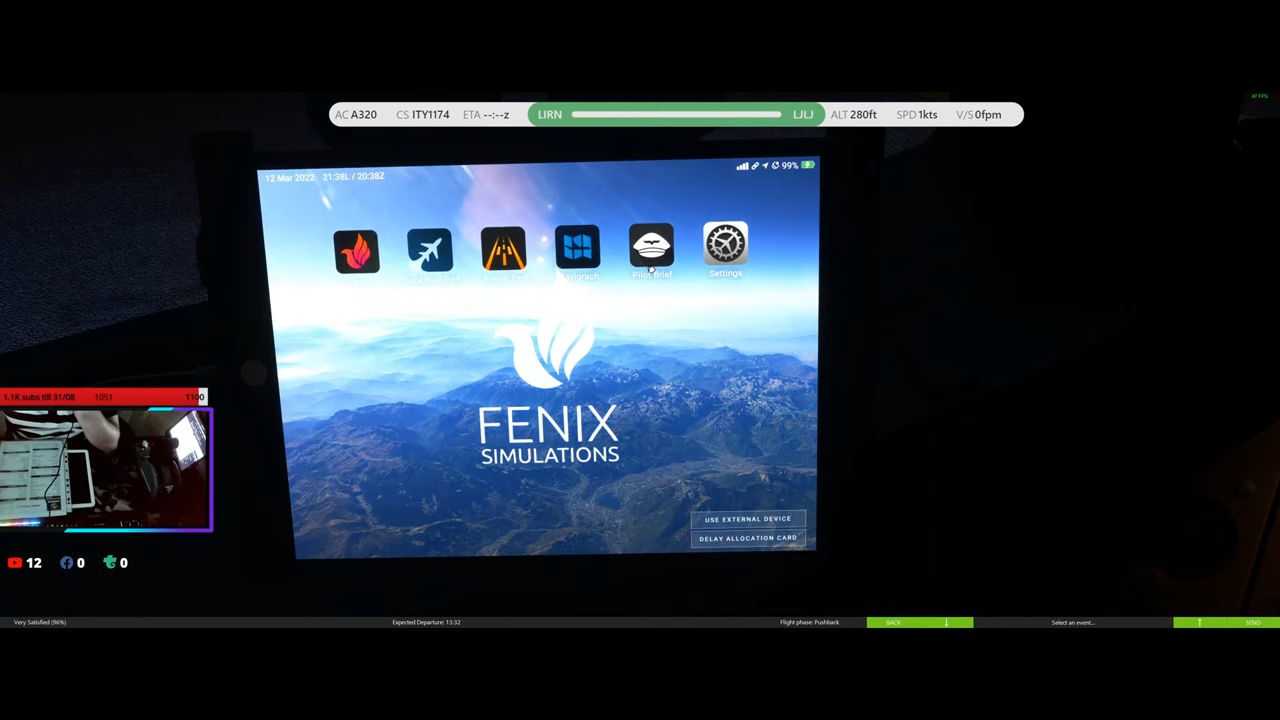 47 FPS
AC A320 CS ITY1174 ETA --:--z LIRN LJLJ ALT 280ft SPD 1kts V/S 0fpm
12 Mar 2022 21:38L / 20:38Z 99%
Pilot Brief Settings
FENIX
SIMULATIONS
USE EXTERNAL DEVICE
DELAY ALLOCATION CARD
1.1K subs till 31/08 1051 1100
12 0 0
Very Satisfied (96%) Expected Departure: 13:32 Flight phase: Pushback BACK ↓ Select an event... ↑ SEND